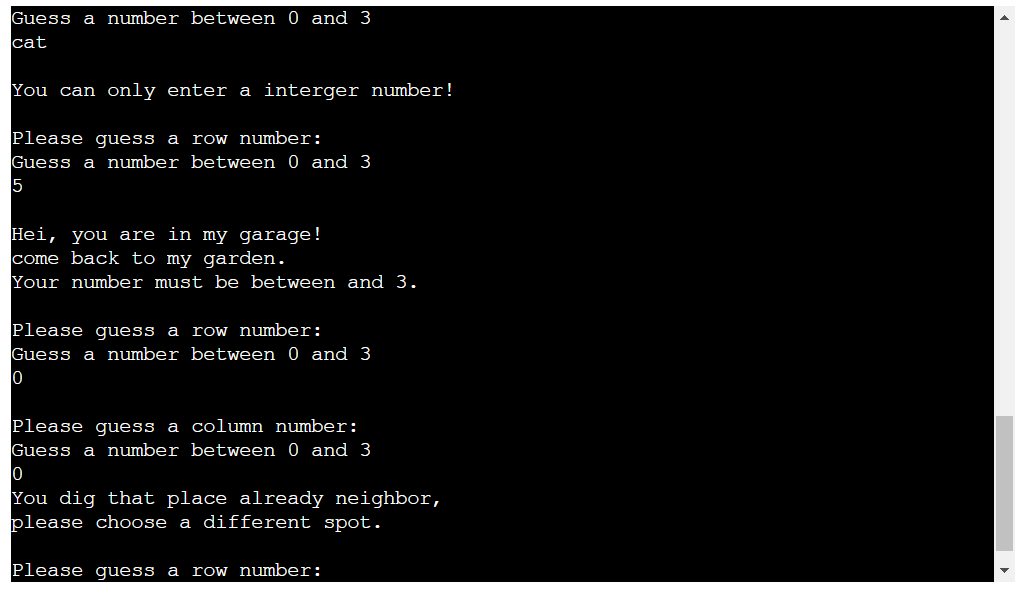 Guess a number between 0 and 3
cat
You can only enter a interger number!
Please guess a row number:
Guess a number between 0 and 3
5
Hei, you are in my garage!
come back to my garden.
Your number must be between and 3.
Please guess a row number:
Guess a number between 0 and 3
0
Please guess a column number:
Guess a number between 0 and 3
0
You dig that place already neighbor,
please choose a different spot.
Please guess a row number: